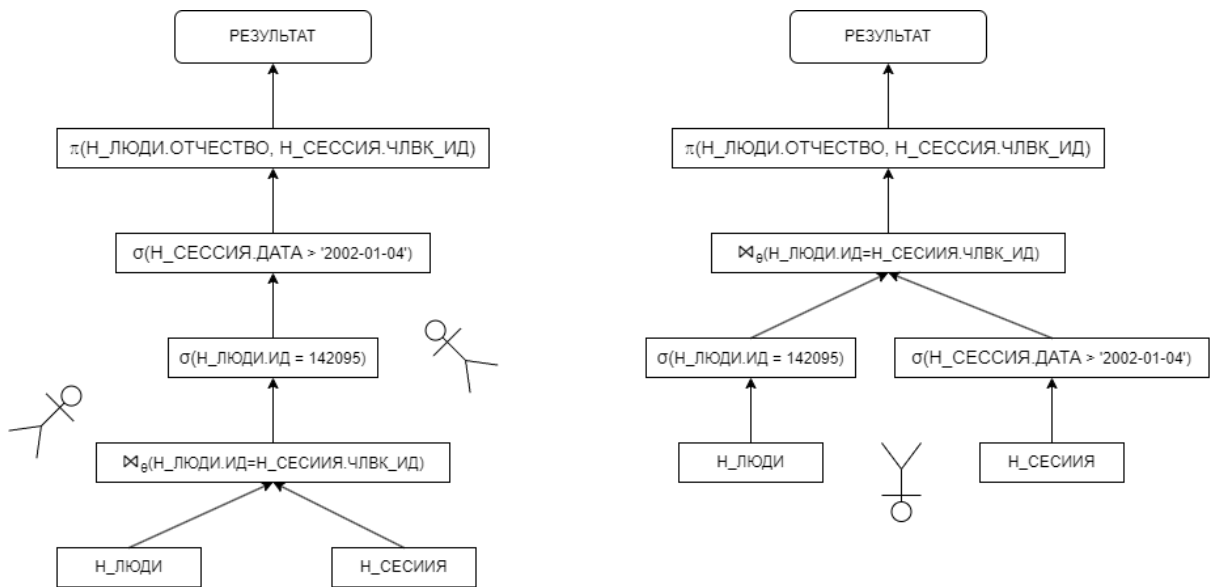 РЕЗУЛЬТАТ
π(Н_ЛЮДИ.ОТЧЕСТВО, Н_СЕССИЯ.ЧЛВК_ИД)
σ(Н_СЕССИЯ.ДАТА > '2002-01-04')
σ(Н_ЛЮДИ.ИД = 142095)
⋈θ(Н_ЛЮДИ.ИД=Н_СЕСИИЯ.ЧЛВК_ИД)
Н_ЛЮДИ
Н_СЕСИИЯ
РЕЗУЛЬТАТ
π(Н_ЛЮДИ.ОТЧЕСТВО, Н_СЕССИЯ.ЧЛВК_ИД)
⋈θ(Н_ЛЮДИ.ИД=Н_СЕСИИЯ.ЧЛВК_ИД)
σ(Н_ЛЮДИ.ИД = 142095)
σ(Н_СЕССИЯ.ДАТА > '2002-01-04')
Н_ЛЮДИ
Н_СЕСИИЯ